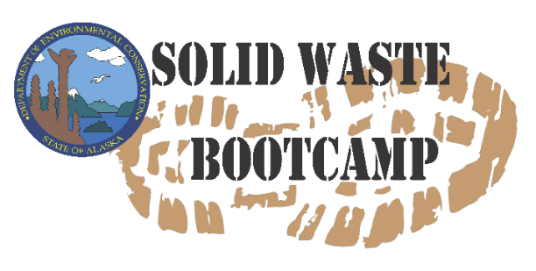 •DEPARTMENT OF ENVIRONMENTAL CONSERVATION•
STATE OF ALASKA
SOLID WASTE
BOOTCAMP